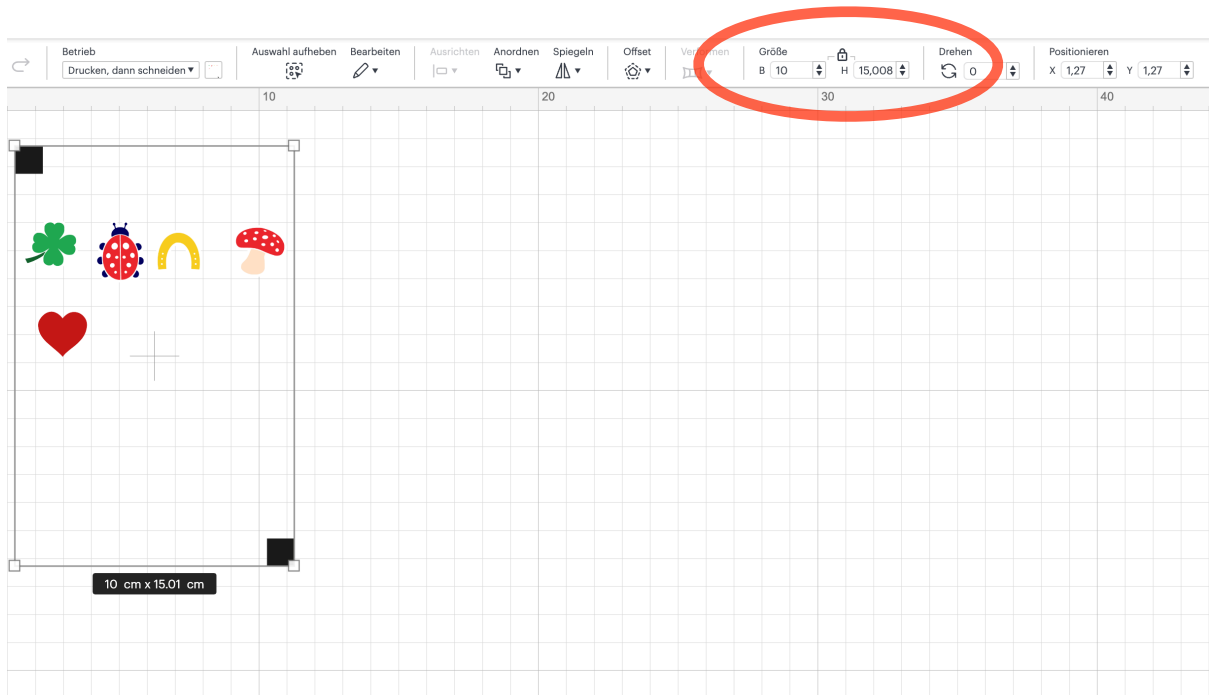 Betrieb
Drucken, dann schneiden
Auswahl aufheben
Bearbeiten
Ausrichten
Anordnen
Spiegeln
Offset
Verformen
Größe
B 10
H 15,008
Drehen
0
Positionieren
X 1,27
Y 1,27
10 20 30 40
10 cm x 15.01 cm